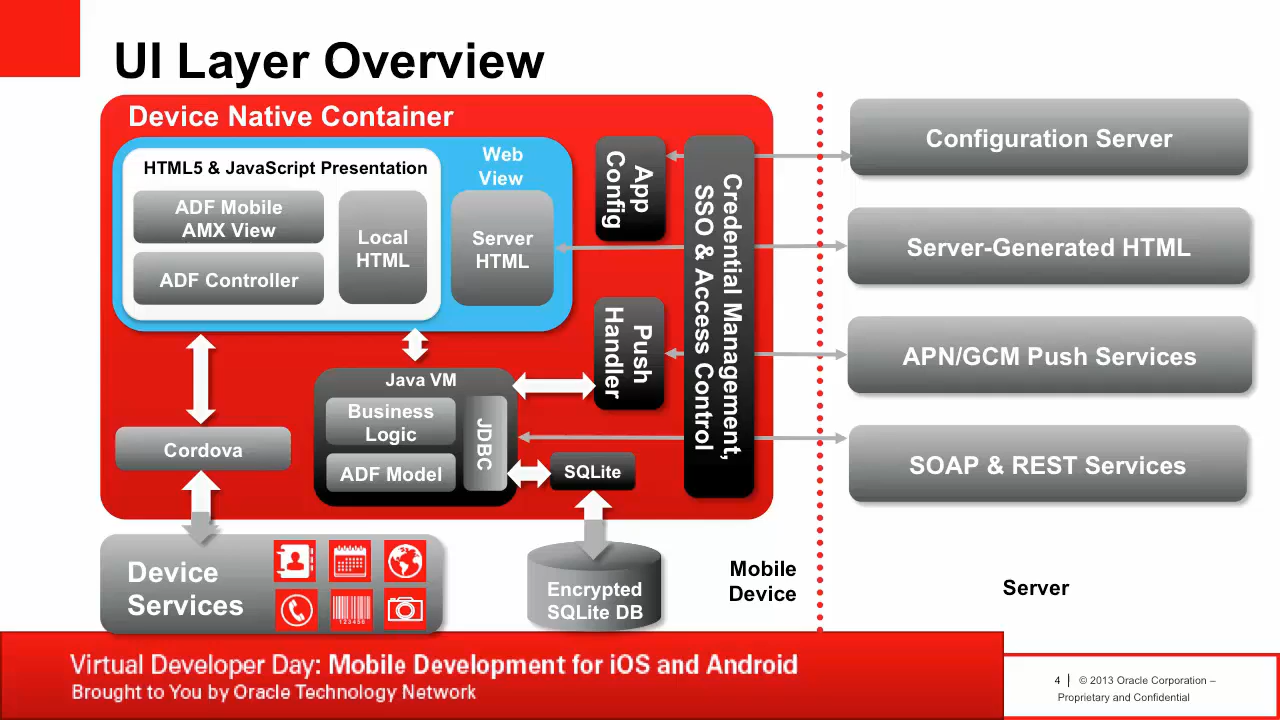 UI Layer Overview
Device Native Container
HTML5 & JavaScript Presentation
Web
View
ADF Mobile
AMX View
ADF Controller
Local
HTML
Server
HTML
App
Config
Push
Handler
Credential Management,
SSO & Access Control
Configuration Server
Server-Generated HTML
APN/GCM Push Services
SOAP & REST Services
Java VM
Business
Logic
ADF Model
JDBC
SQLite
Cordova
Device
Services
123456
Encrypted
SQLite DB
Mobile
Device
Server
Virtual Developer Day: Mobile Development for iOS and Android
Brought to You by Oracle Technology Network
4 | © 2013 Oracle Corporation –
Proprietary and Confidential